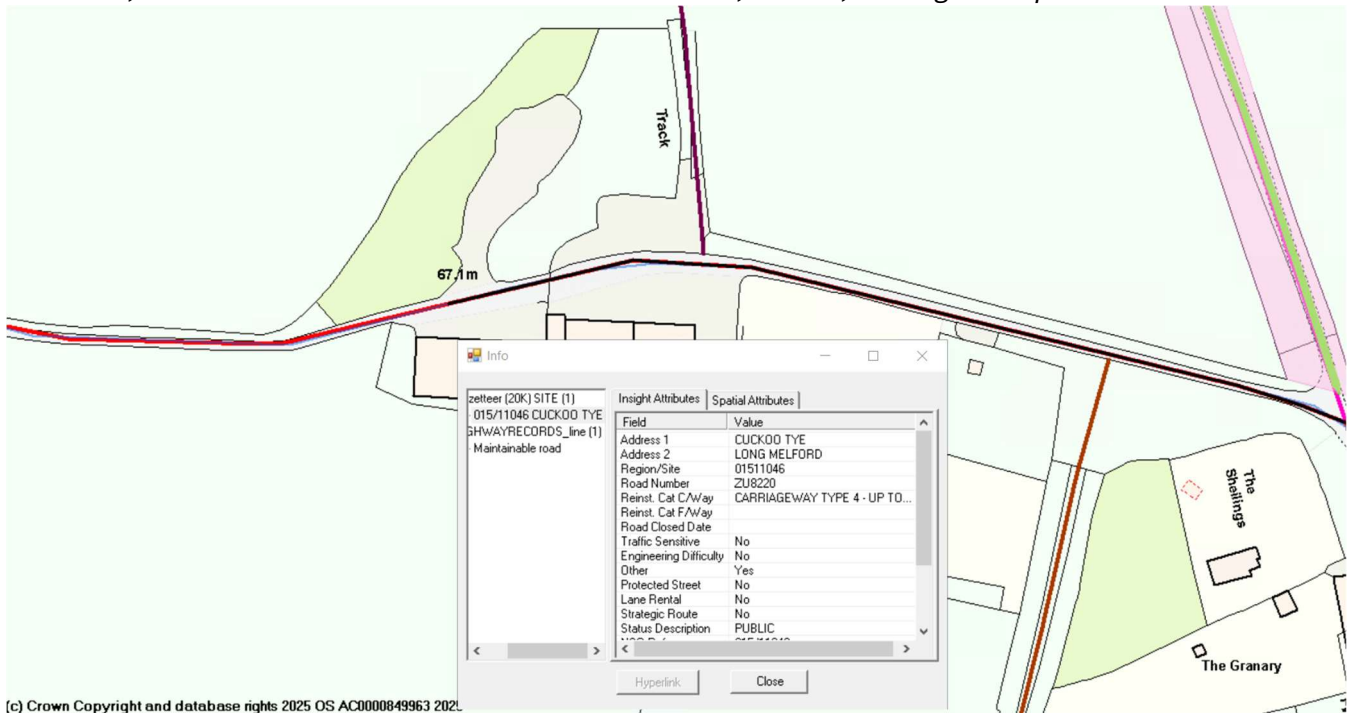 Track
67.1m
Info
zetteer (20K) SITE (1)
015/11046 CUCKOO TYE
GHWAYRECORDS_line (1)
Maintainable road
Insight Attributes Spatial Attributes
Field Value
Address 1 CUCKOO TYE
Address 2 LONG MELFORD
Region/Site 01511046
Road Number ZU8220
Reinst. Cat C/Way CARRIAGEWAY TYPE 4 - UP TO...
Reinst. Cat F/Way
Road Closed Date
Traffic Sensitive No
Engineering Difficulty No
Other Yes
Protected Street No
Lane Rental No
Strategic Route No
Status Description PUBLIC
Hyperlink Close
The Sheilings
The Granary
(c) Crown Copyright and database rights 2025 OS AC0000849963 202